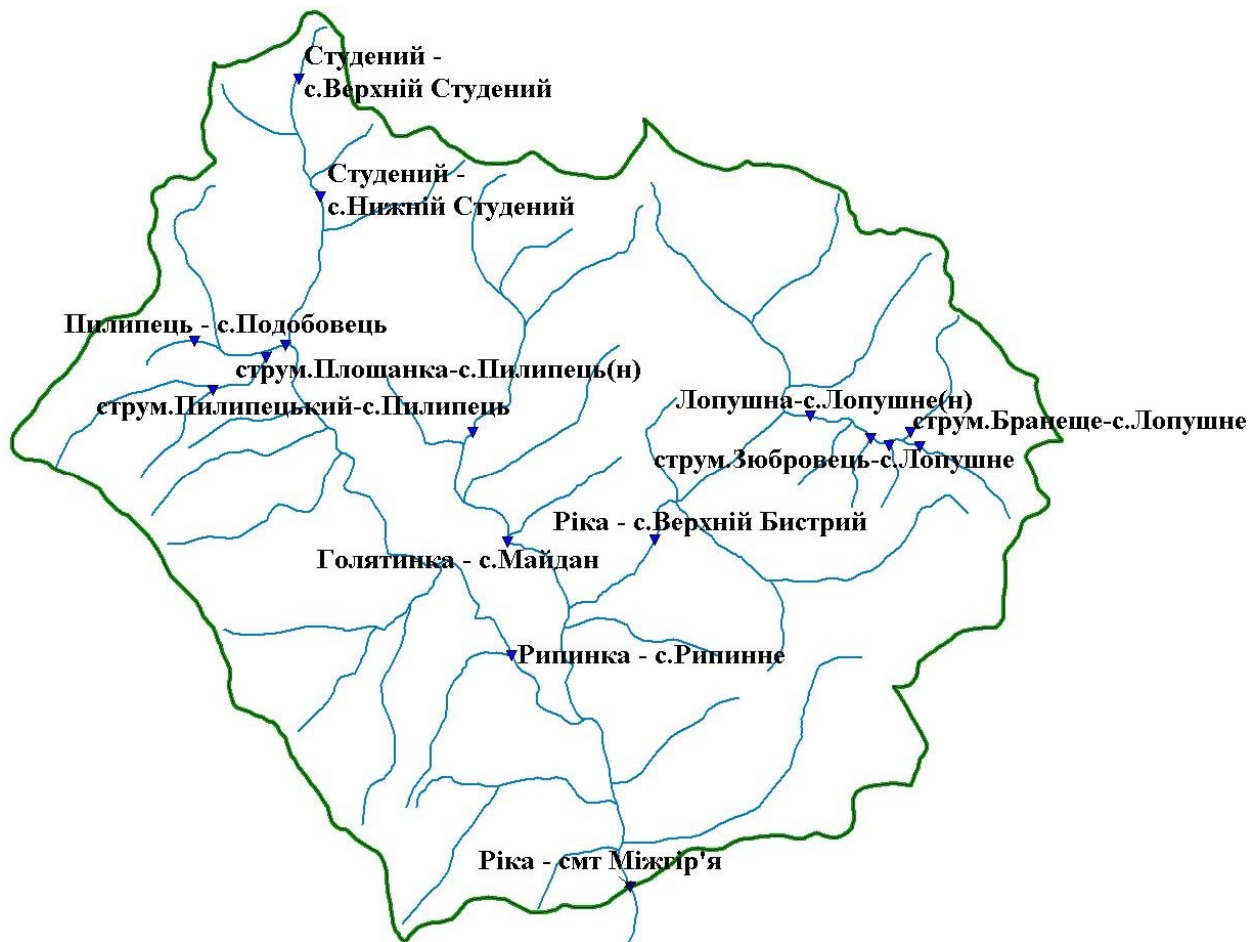 Студений -
с.Верхній Студений
Студений -
с.Нижній Студений
Пилипець - с.Подобовець
струм.Плошанка-с.Пилипець(н)
струм.Пилипецький-с.Пилипець
Лопушна-с.Лопушне(н)
струм.Бранеще-с.Лопушне
струм.Зюбровець-с.Лопушне
Ріка - с.Верхній Бистрий
Голятинка - с.Майдан
Рипинка - с.Рипинне
Ріка - смт Міжгір'я